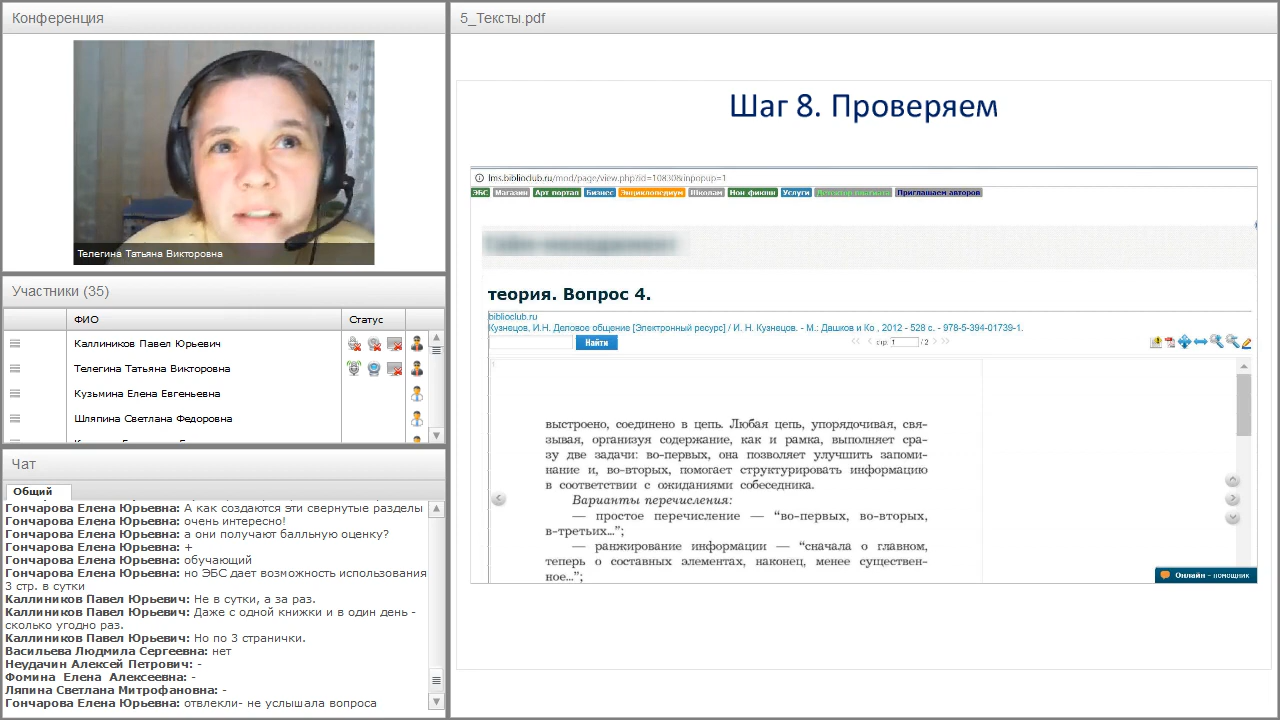 Конференция
Телегина Татьяна Викторовна
Участники (35)
ФИО Статус
Каллиников Павел Юрьевич
Телегина Татьяна Викторовна
Кузьмина Елена Евгеньевна
Шляпина Светлана Федоровна
Чат
Общий
Гончарова Елена Юрьевна: А как создаются эти свернутые разделы
Гончарова Елена Юрьевна: очень интересно!
Гончарова Елена Юрьевна: а они получают балльную оценку?
Гончарова Елена Юрьевна: +
Гончарова Елена Юрьевна: обучающий
Гончарова Елена Юрьевна: но ЭБС дает возможность использования
3 стр. в сутки
Каллиников Павел Юрьевич: Не в сутки, а за раз.
Каллиников Павел Юрьевич: Даже с одной книжки и в один день -
сколько угодно раз.
Каллиников Павел Юрьевич: Но по 3 странички.
Васильева Людмила Сергеевна: нет
Неудачин Алексей Петрович: -
Фомина Елена Алексеевна: -
Ляпина Светлана Митрофановна: -
Гончарова Елена Юрьевна: отвлекли- не услышала вопроса
5_Тексты.pdf
Шаг 8. Проверяем
lms.biblioclub.ru/mod/page/view.php?id=10830&inpopup=1
ЭБС Магазин Арт портал Бизнес Энциклопедиум Школам Нон фикшн Услуги Детектор плагиата Приглашаем авторов
теория. Вопрос 4.
biblioclub.ru
Кузнецов, И.Н. Деловое общение [Электронный ресурс] / И. Н. Кузнецов. - М.: Дашков и Ко , 2012 - 528 с. - 978-5-394-01739-1.
Найти стр. 1 / 2
1
выстроено, соединено в цепь. Любая цепь, упорядочивая, свя-
зывая, организуя содержание, как и рамка, выполняет сра-
зу две задачи: во-первых, она позволяет улучшить запоми-
нание и, во-вторых, помогает структурировать информацию
в соответствии с ожиданиями собеседника.
Варианты перечисления:
— простое перечисление — “во-первых, во-вторых,
в-третьих...”;
— ранжирование информации — “сначала о главном,
теперь о составных элементах, наконец, менее существен-
ное...”;
Онлайн - помощник